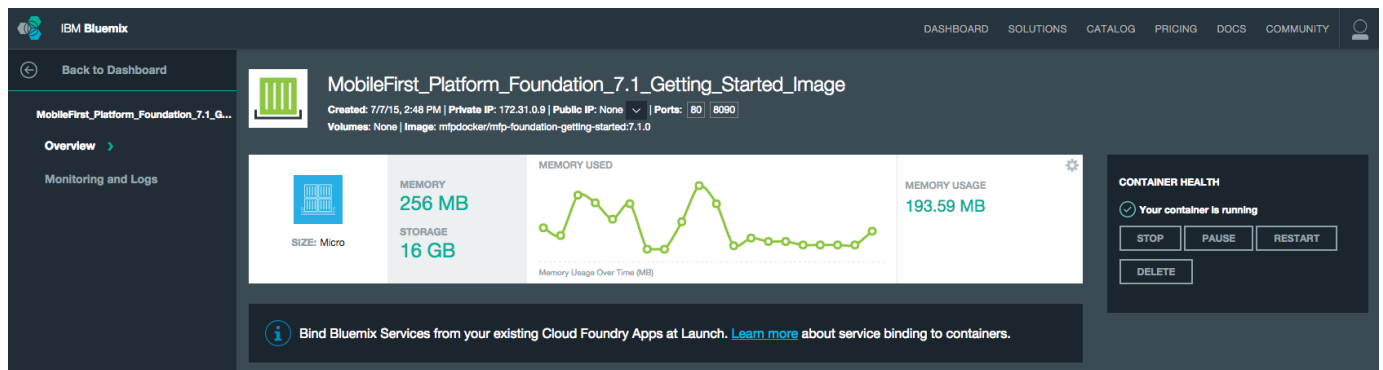 IBM Bluemix
DASHBOARD SOLUTIONS CATALOG PRICING DOCS COMMUNITY
Back to Dashboard
MobileFirst_Platform_Foundation_7.1_G...
Overview
Monitoring and Logs
MobileFirst_Platform_Foundation_7.1_Getting_Started_Image
Created: 7/7/15, 2:48 PM | Private IP: 172.31.0.9 | Public IP: None | Ports: 80 8090
Volumes: None | Image: mfpdocker/mfp-foundation-getting-started:7.1.0
SIZE: Micro
MEMORY
256 MB
STORAGE
16 GB
MEMORY USED
Memory Usage Over Time (MB)
MEMORY USAGE
193.59 MB
CONTAINER HEALTH
Your container is running
STOP PAUSE RESTART
DELETE
Bind Bluemix Services from your existing Cloud Foundry Apps at Launch. Learn more about service binding to containers.